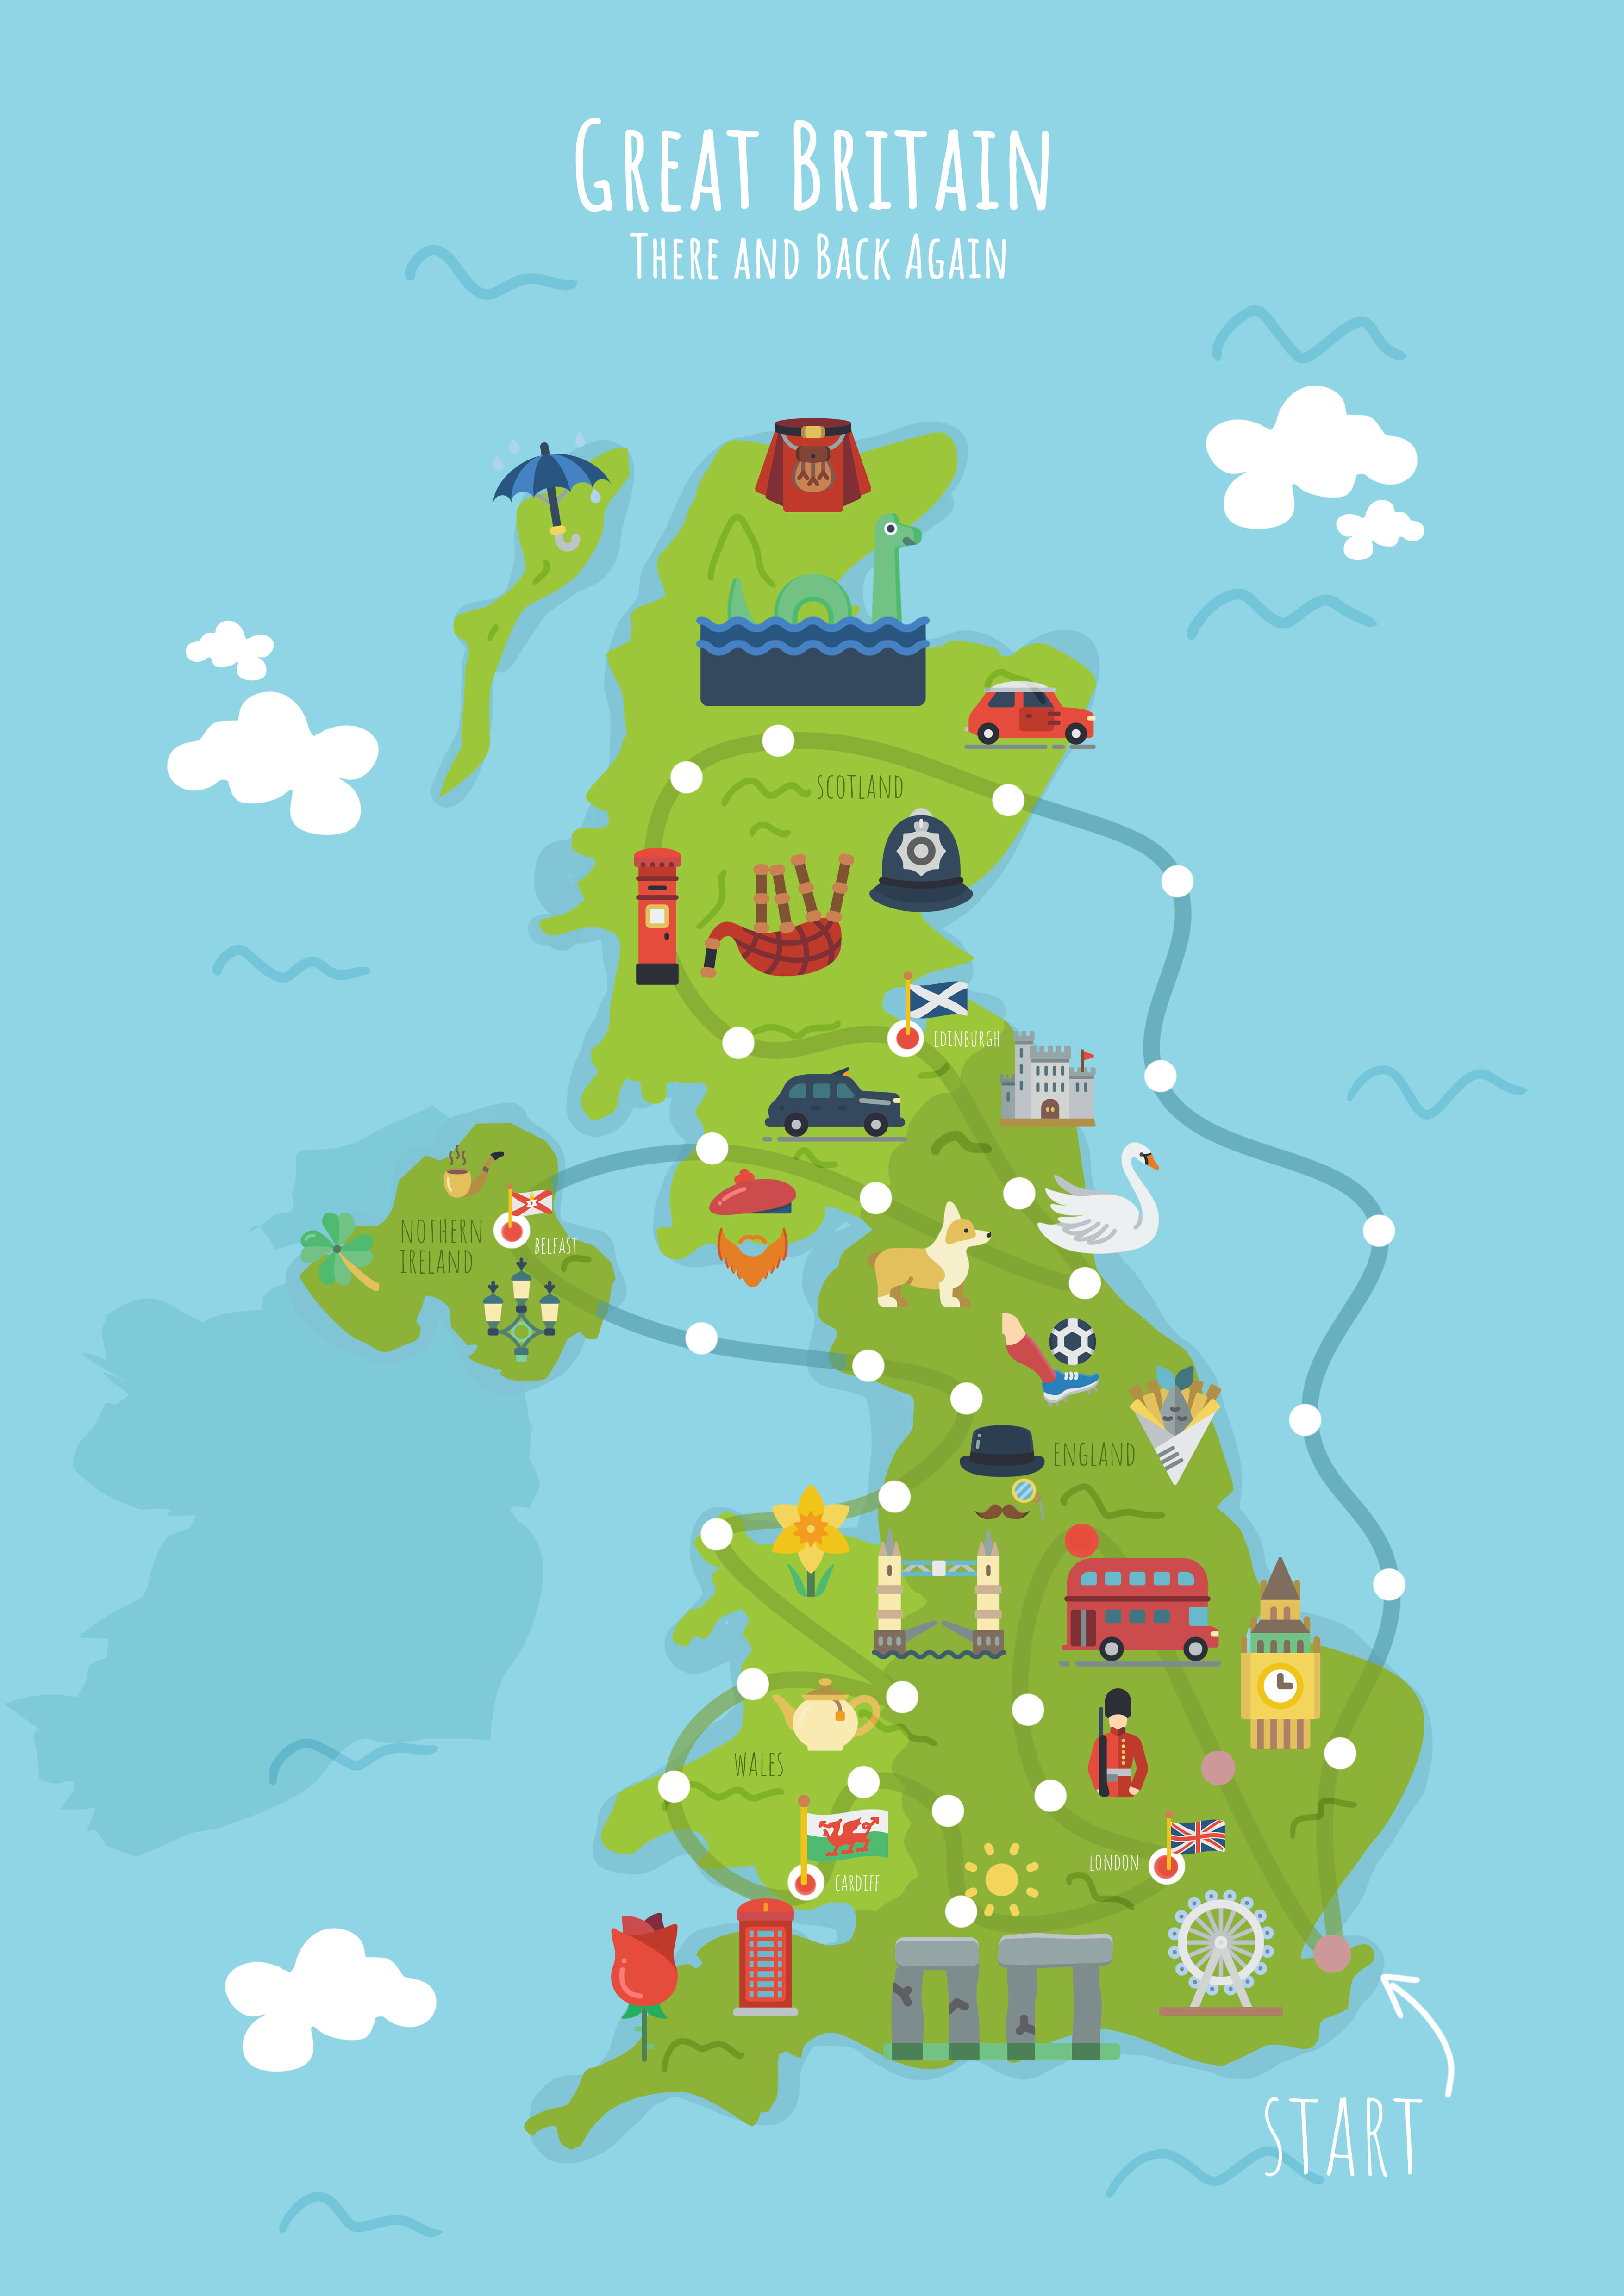 GREAT BRITAIN
THERE AND BACK AGAIN
SCOTLAND
EDINBURGH
NOTHERN
IRELAND
BELFAST
ENGLAND
WALES
CARDIFF
LONDON
START